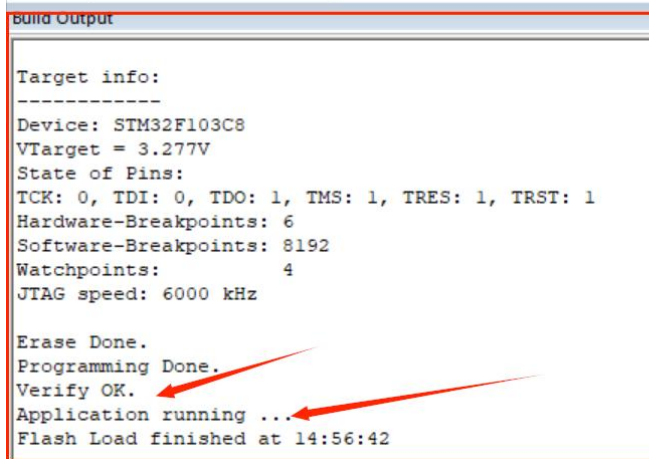 Build Output
Target info:
------------
Device: STM32F103C8
VTarget = 3.277V
State of Pins:
TCK: 0, TDI: 0, TDO: 1, TMS: 1, TRES: 1, TRST: 1
Hardware-Breakpoints: 6
Software-Breakpoints: 8192
Watchpoints:          4
JTAG speed: 6000 kHz
Erase Done.
Programming Done.
Verify OK.
Application running ...
Flash Load finished at 14:56:42